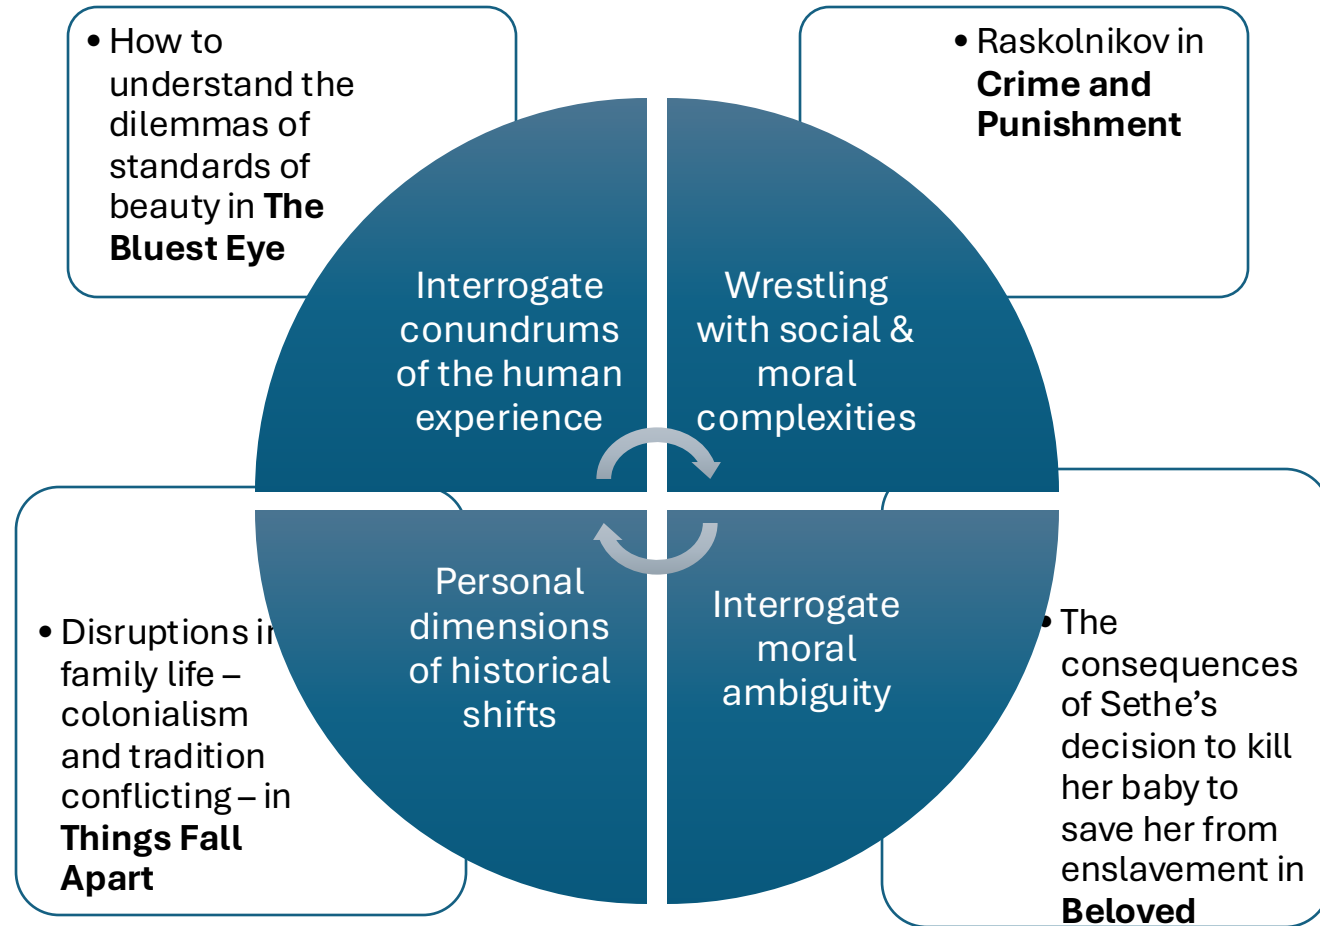 • How to
understand the
dilemmas of
standards of
beauty in The
Bluest Eye
• Raskolnikov in
Crime and
Punishment
Interrogate
conundrums
of the human
experience
Wrestling
with social &
moral
complexities
Personal
dimensions
of historical
shifts
Interrogate
moral
ambiguity
• Disruptions in
family life –
colonialism
and tradition
conflicting – in
Things Fall
Apart
• The
consequences
of Sethe’s
decision to kill
her baby to
save her from
enslavement in
Beloved